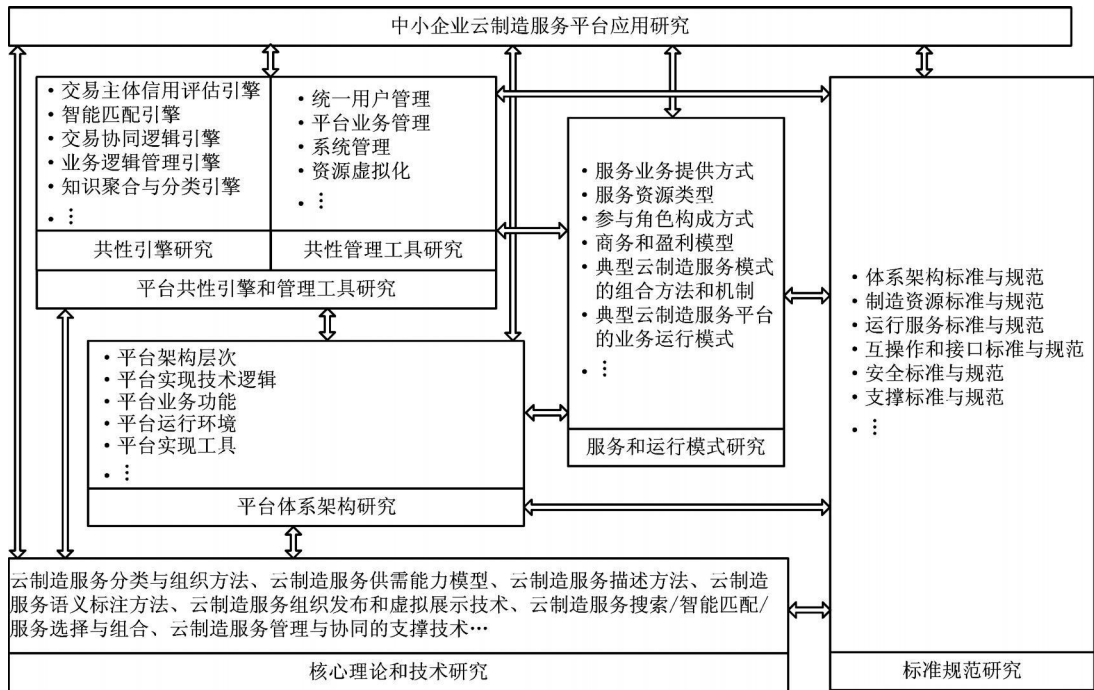 中小企业云制造服务平台应用研究
• 交易主体信用评估引擎
• 智能匹配引擎
• 交易协同逻辑引擎
• 业务逻辑管理引擎
• 知识聚合与分类引擎
• ⋮
共性引擎研究
• 统一用户管理
• 平台业务管理
• 系统管理
• 资源虚拟化
• ⋮
共性管理工具研究
平台共性引擎和管理工具研究
• 平台架构层次
• 平台实现技术逻辑
• 平台业务功能
• 平台运行环境
• 平台实现工具
• ⋮
平台体系架构研究
• 服务业务提供方式
• 服务资源类型
• 参与角色构成方式
• 商务和盈利模型
• 典型云制造服务模式
的组合方法和机制
• 典型云制造服务平台
的业务运行模式
• ⋮
服务和运行模式研究
• 体系架构标准与规范
• 制造资源标准与规范
• 运行服务标准与规范
• 互操作和接口标准与规范
• 安全标准与规范
• 支撑标准与规范
• ⋮
标准规范研究
云制造服务分类与组织方法、云制造服务供需能力模型、云制造服务描述方法、云制造
服务语义标注方法、云制造服务组织发布和虚拟展示技术、云制造服务搜索/智能匹配/
服务选择与组合、云制造服务管理与协同的支撑技术…
核心理论和技术研究